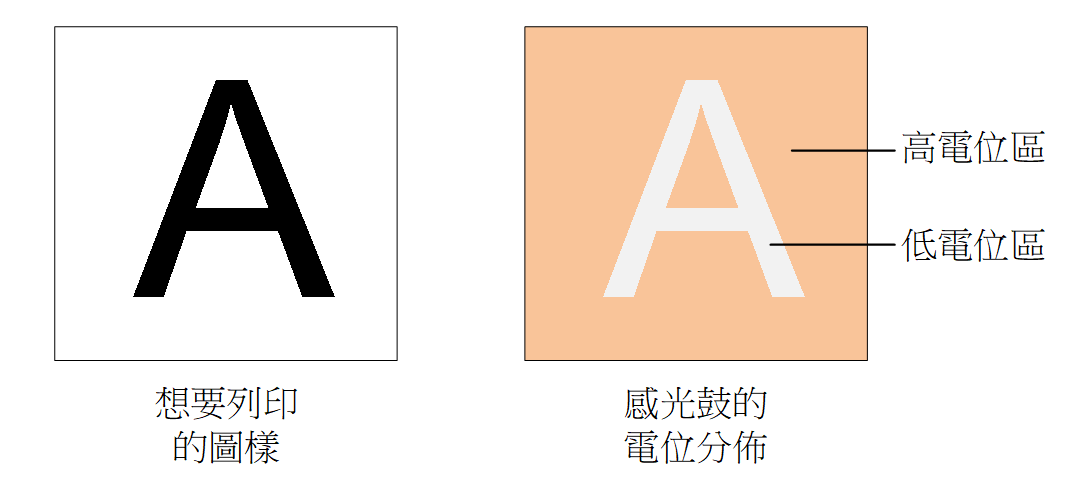 A
A
高電位區
低電位區
想要列印
的圖樣
感光鼓的
電位分佈